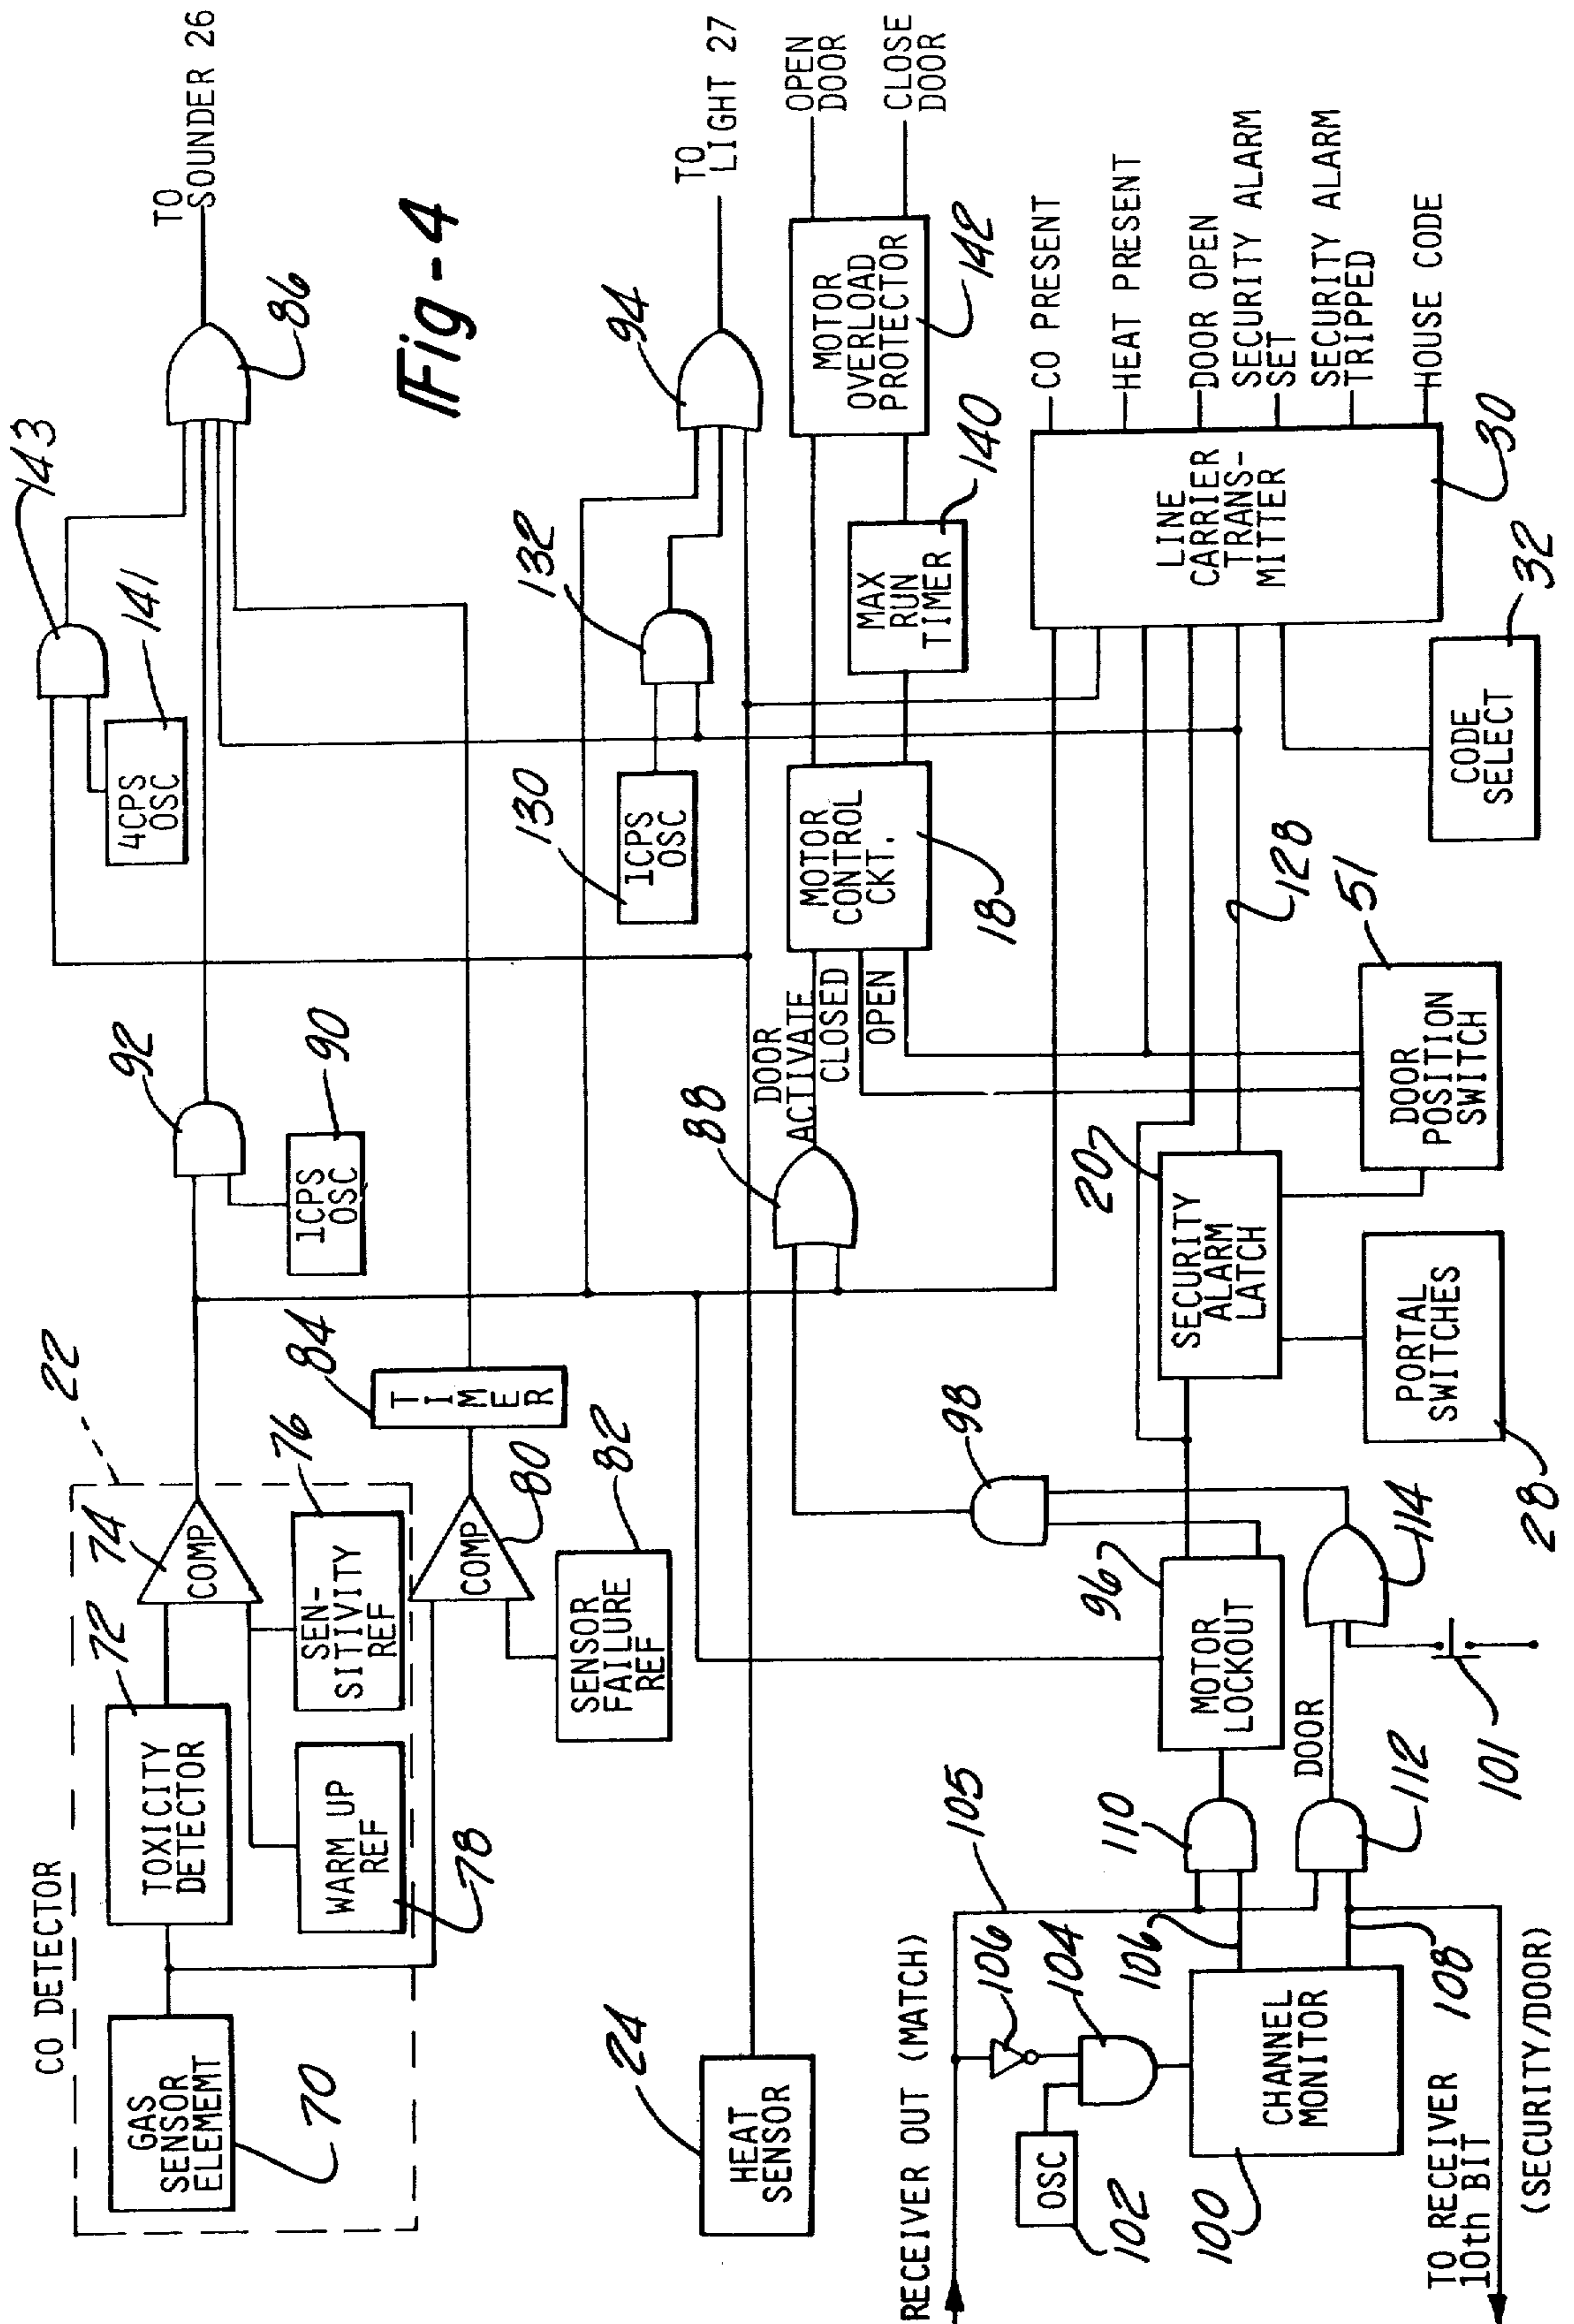 CO DETECTOR
22
GAS
SENSOR
ELEMEMT
70
TOXICITY
DETECTOR
72
COMP
74
SEN-
SITIVITY
REF
76
WARM UP
REF
78
COMP
80
SENSOR
FAILURE
REF
82
TIMER
84
1CPS
OSC
90
92
4CPS
OSC
141
143
86
TO
SOUNDER 26
Fig-4
HEAT
SENSOR
24
1CPS
OSC
130
132
94
TO
LIGHT 27
88
DOOR
ACTIVATE
CLOSED
OPEN
MOTOR
CONTROL
CKT.
18
MAX
RUN
TIMER
140
MOTOR
OVERLOAD
PROTECTOR
142
OPEN
DOOR
CLOSE
DOOR
RECEIVER OUT (MATCH)
105
106
104
OSC
102
CHANNEL
MONITOR
100
106
108
110
112
DOOR
TO RECEIVER
10th BIT
(SECURITY/DOOR)
MOTOR
LOCKOUT
96
98
114
101
SECURITY
ALARM
LATCH
20
PORTAL
SWITCHES
28
DOOR
POSITION
SWITCH
51
128
CODE
SELECT
32
LINE
CARRIER
TRANS-
MITTER
30
CO PRESENT
HEAT PRESENT
DOOR OPEN
SECURITY ALARM
SET
SECURITY ALARM
TRIPPED
HOUSE CODE